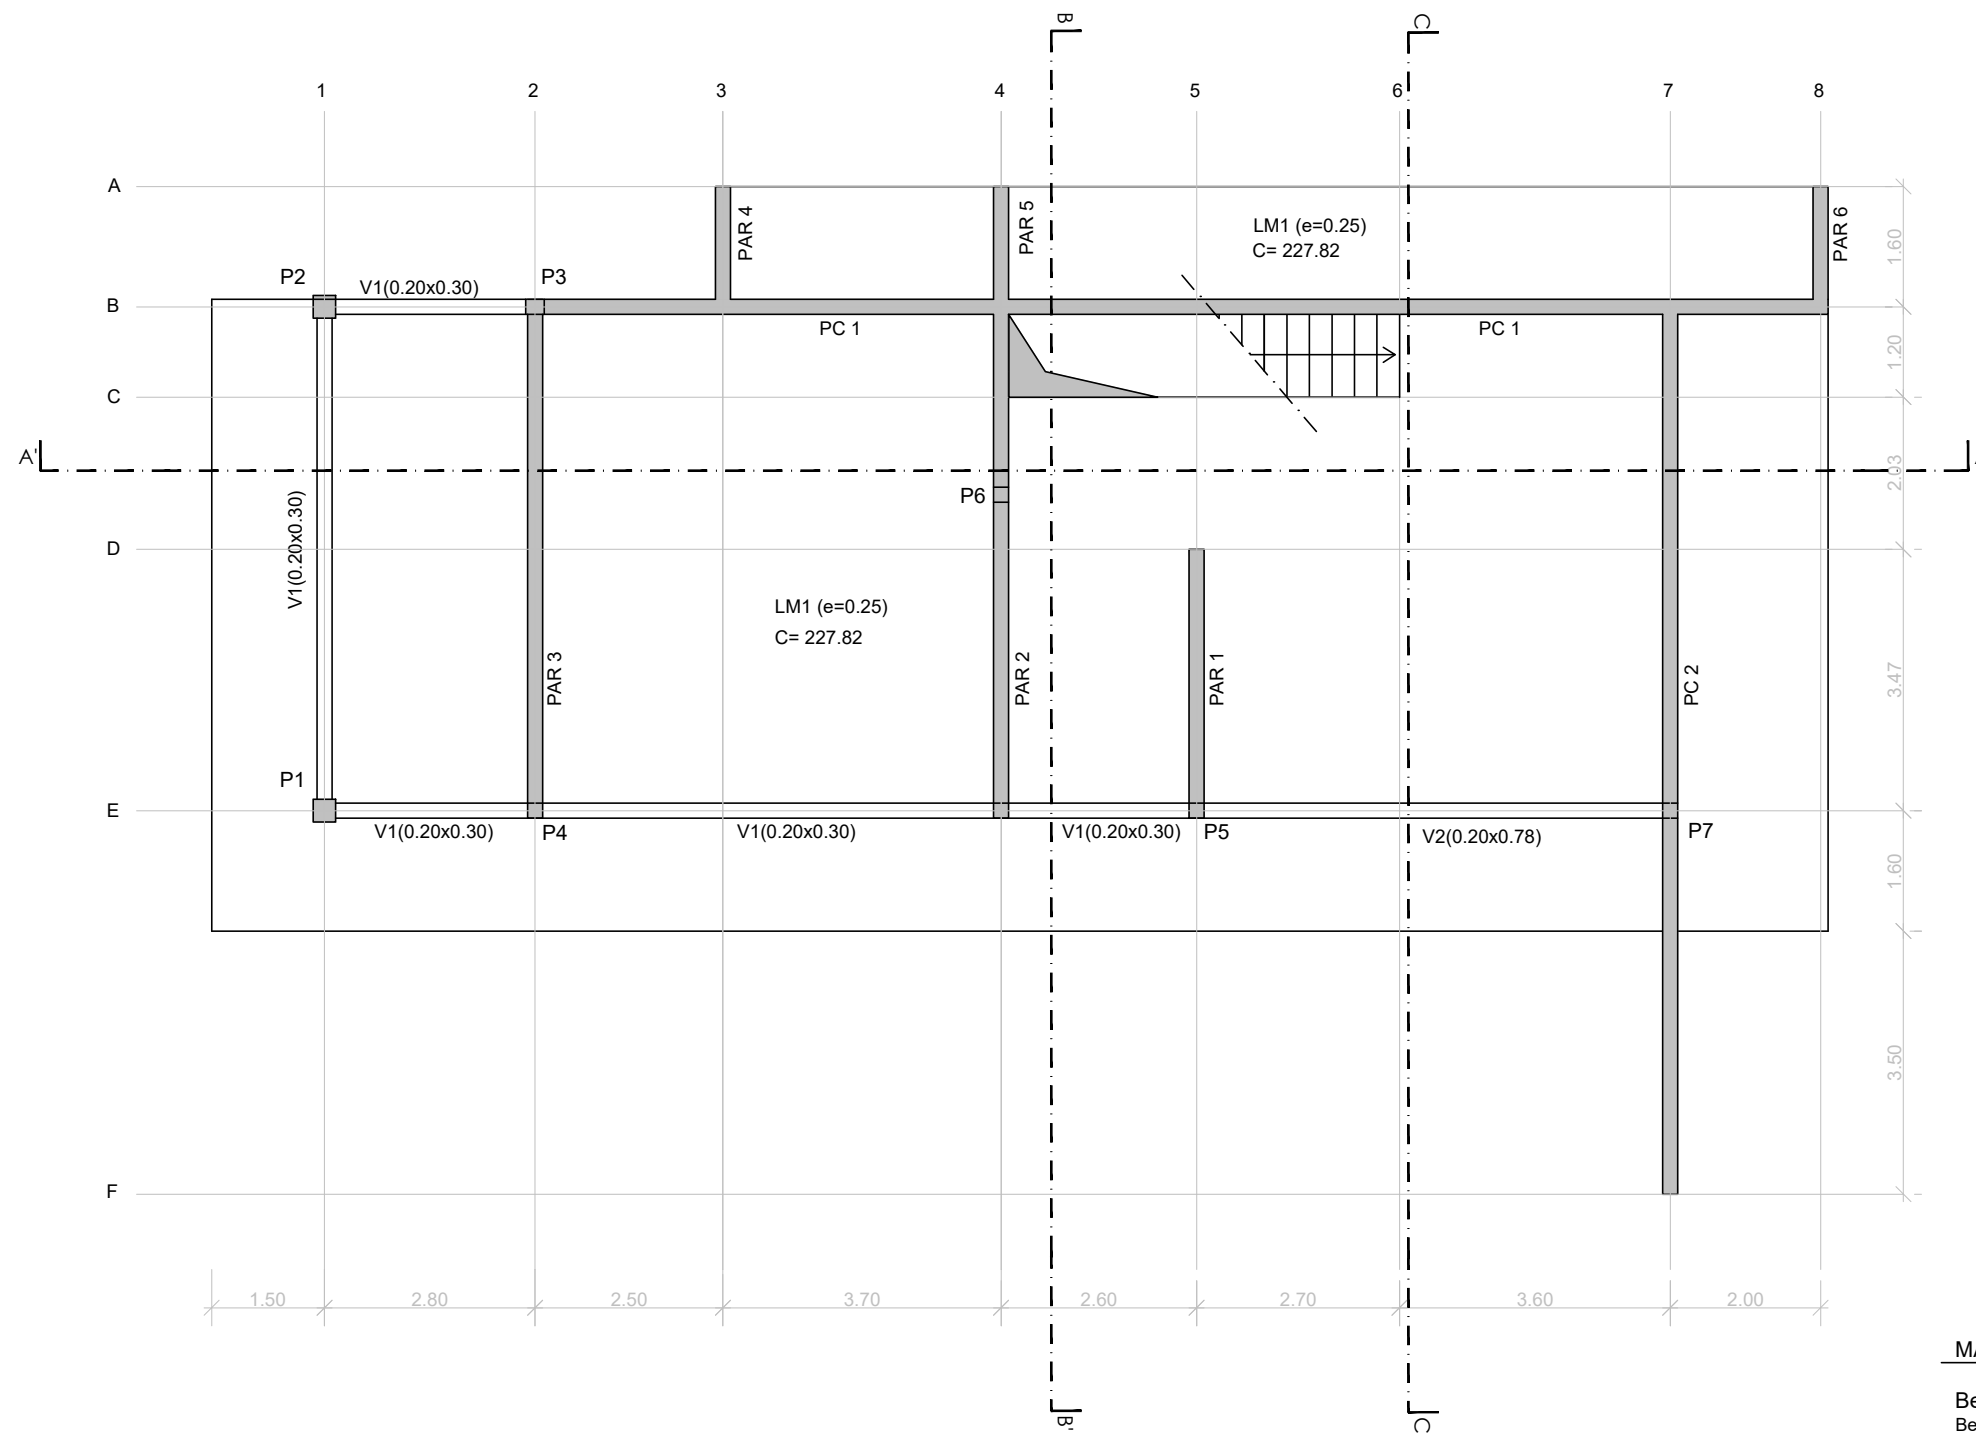 B
C
1
2
3
4
5
6
7
8
A
PAR 4
PAR 5
LM1 (e=0.25)
C= 227.82
PAR 6
1.60
P2
V1(0.20x0.30)
P3
B
PC 1
PC 1
1.20
C
A'
2.03
P6
V1(0.20x0.30)
D
LM1 (e=0.25)
C= 227.82
PAR 3
PAR 2
PAR 1
PC 2
3.47
P1
E
V1(0.20x0.30)
P4
V1(0.20x0.30)
V1(0.20x0.30)
P5
V2(0.20x0.78)
P7
1.60
3.50
F
1.50
2.80
2.50
3.70
2.60
2.70
3.60
2.00
B'
C